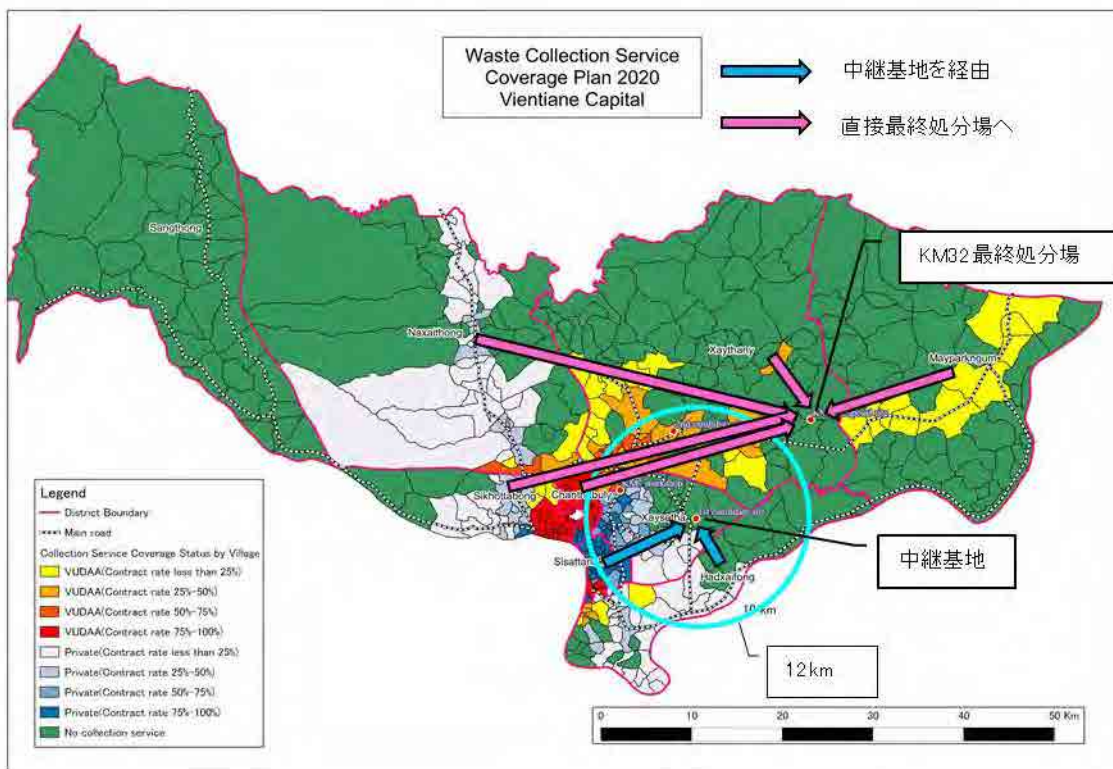 Waste Collection Service
Coverage Plan 2020
Vientiane Capital
中継基地を経由
直接最終処分場へ
KM32最終処分場
Sangthong
Naxaithong
Xaythany
Mayparkngum
Sikhottabong
Chanthabuly
Xaysetha
Sisattanak
Hadxaifong
中継基地
10 km
12km
Legend
District Boundary
Main road
Collection Service Coverage Status by Village
VUDAA(Contract rate less than 25%)
VUDAA(Contract rate 25%-50%)
VUDAA(Contract rate 50%-75%)
VUDAA(Contract rate 75%-100%)
Private(Contract rate less than 25%)
Private(Contract rate 25%-50%)
Private(Contract rate 50%-75%)
Private(Contract rate 75%-100%)
No collection service
0 10 20 30 40 50 Km